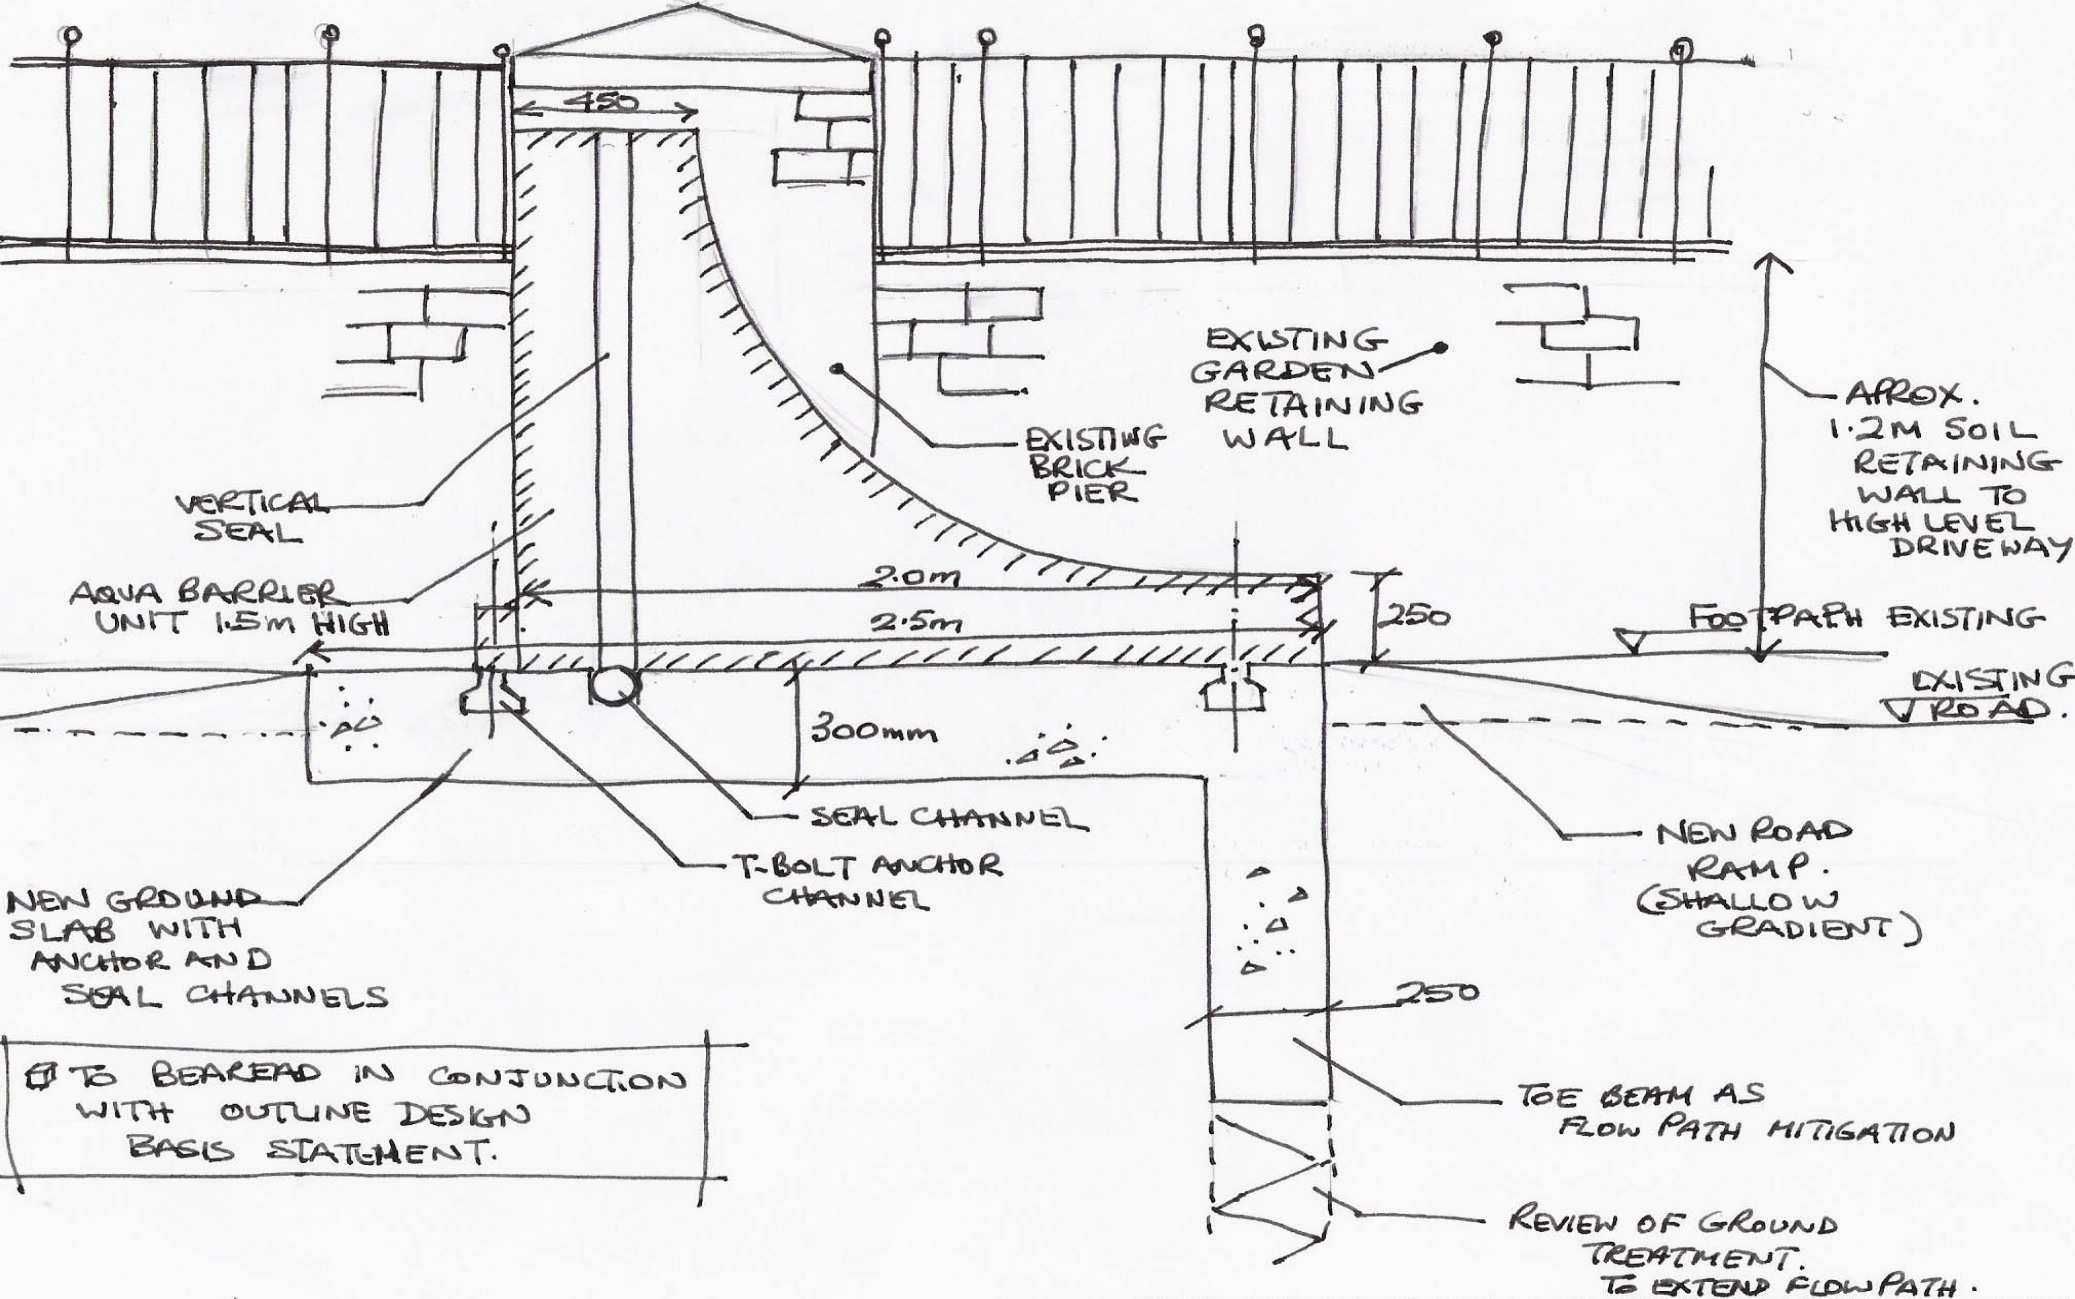 450
EXISTING
GARDEN
RETAINING
WALL
EXISTING
BRICK
PIER
APROX.
1.2M SOIL
RETAINING
WALL TO
HIGH LEVEL
DRIVEWAY
VERTICAL
SEAL
AQUA BARRIER
UNIT 1.5m HIGH
2.0m
2.5m
250
FOOTPATH EXISTING
EXISTING
ROAD.
300mm
SEAL CHANNEL
T-BOLT ANCHOR
CHANNEL
NEW ROAD
RAMP.
(SHALLOW
GRADIENT)
NEW GROUND
SLAB WITH
ANCHOR AND
SEAL CHANNELS
250
TO BEAREAD IN CONJUNCTION
WITH OUTLINE DESIGN
BASIS STATEMENT.
TOE BEAM AS
FLOW PATH MITIGATION
REVIEW OF GROUND
TREATMENT.
TO EXTEND FLOWPATH.